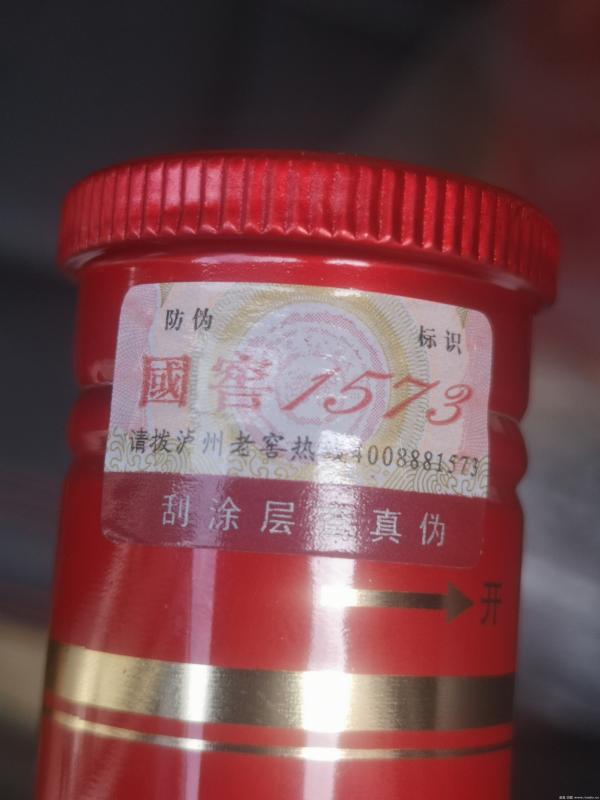 防伪 标识
國窖1573
请拨泸州老窖热 4008881573
刮涂层 真伪
开